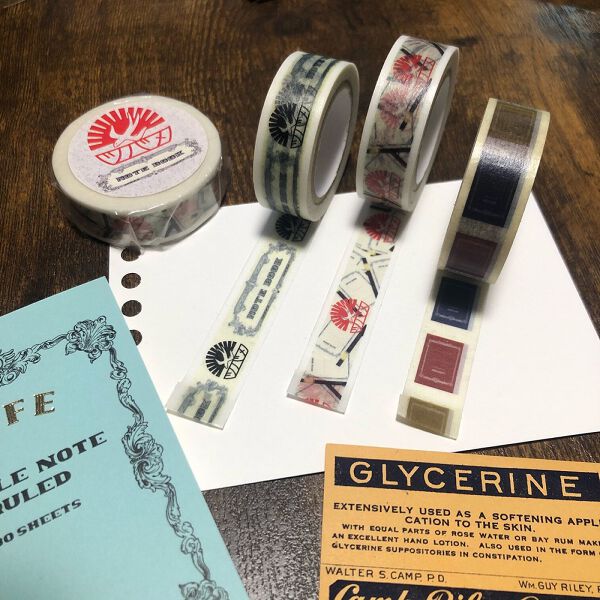 ツバメ
NOTE BOOK
NOTE BOOK
FE
LE NOTE
RULED
00 SHEETS
GLYCERINE
EXTENSIVELY USED AS A SOFTENING APPL
CATION TO THE SKIN.
WITH EQUAL PARTS OF ROSE WATER OR BAY RUM MAKE
AN EXCELLENT HAND LOTION. ALSO USED IN THE FORM O
GLYCERINE SUPPOSITORIES IN CONSTIPATION.
WALTER S. CAMP, P.D. WM. GUY RILEY, P